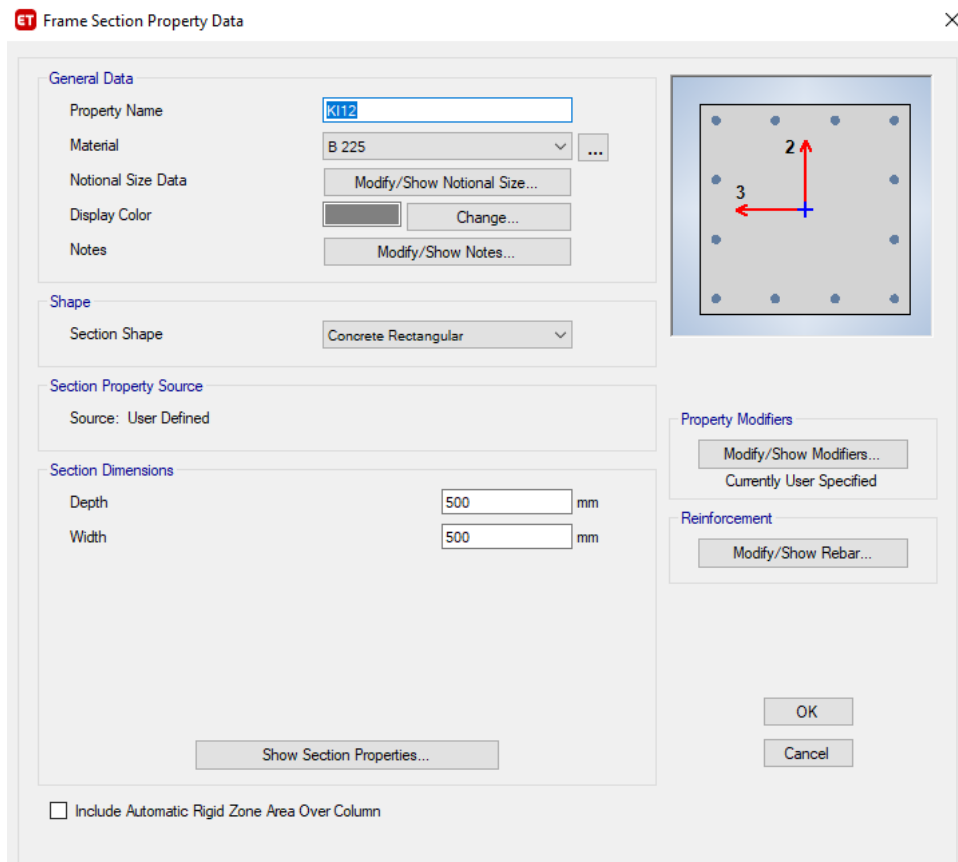 ET Frame Section Property Data
General Data
Property Name KI12
Material B 225 ...
Notional Size Data Modify/Show Notional Size...
Display Color Change...
Notes Modify/Show Notes...
2
3
Shape
Section Shape Concrete Rectangular
Section Property Source
Source: User Defined
Property Modifiers
Modify/Show Modifiers...
Currently User Specified
Section Dimensions
Depth 500 mm
Width 500 mm
Reinforcement
Modify/Show Rebar...
OK
Show Section Properties...
Cancel
Include Automatic Rigid Zone Area Over Column